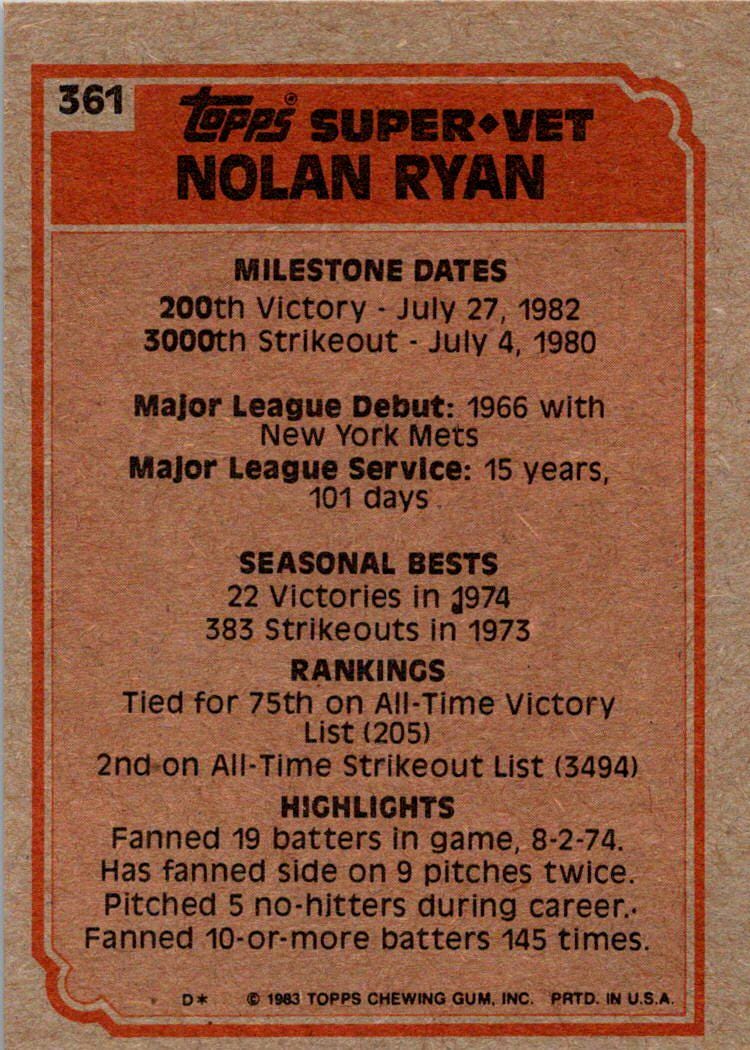 361
Topps® SUPER◆VET
NOLAN RYAN
MILESTONE DATES
200th Victory - July 27, 1982
3000th Strikeout - July 4, 1980
Major League Debut: 1966 with
New York Mets
Major League Service: 15 years,
101 days
SEASONAL BESTS
22 Victories in 1974
383 Strikeouts in 1973
RANKINGS
Tied for 75th on All-Time Victory
List (205)
2nd on All-Time Strikeout List (3494)
HIGHLIGHTS
Fanned 19 batters in game, 8-2-74.
Has fanned side on 9 pitches twice.
Pitched 5 no-hitters during career.
Fanned 10-or-more batters 145 times.
D* © 1983 TOPPS CHEWING GUM, INC. PRTD. IN U.S.A.